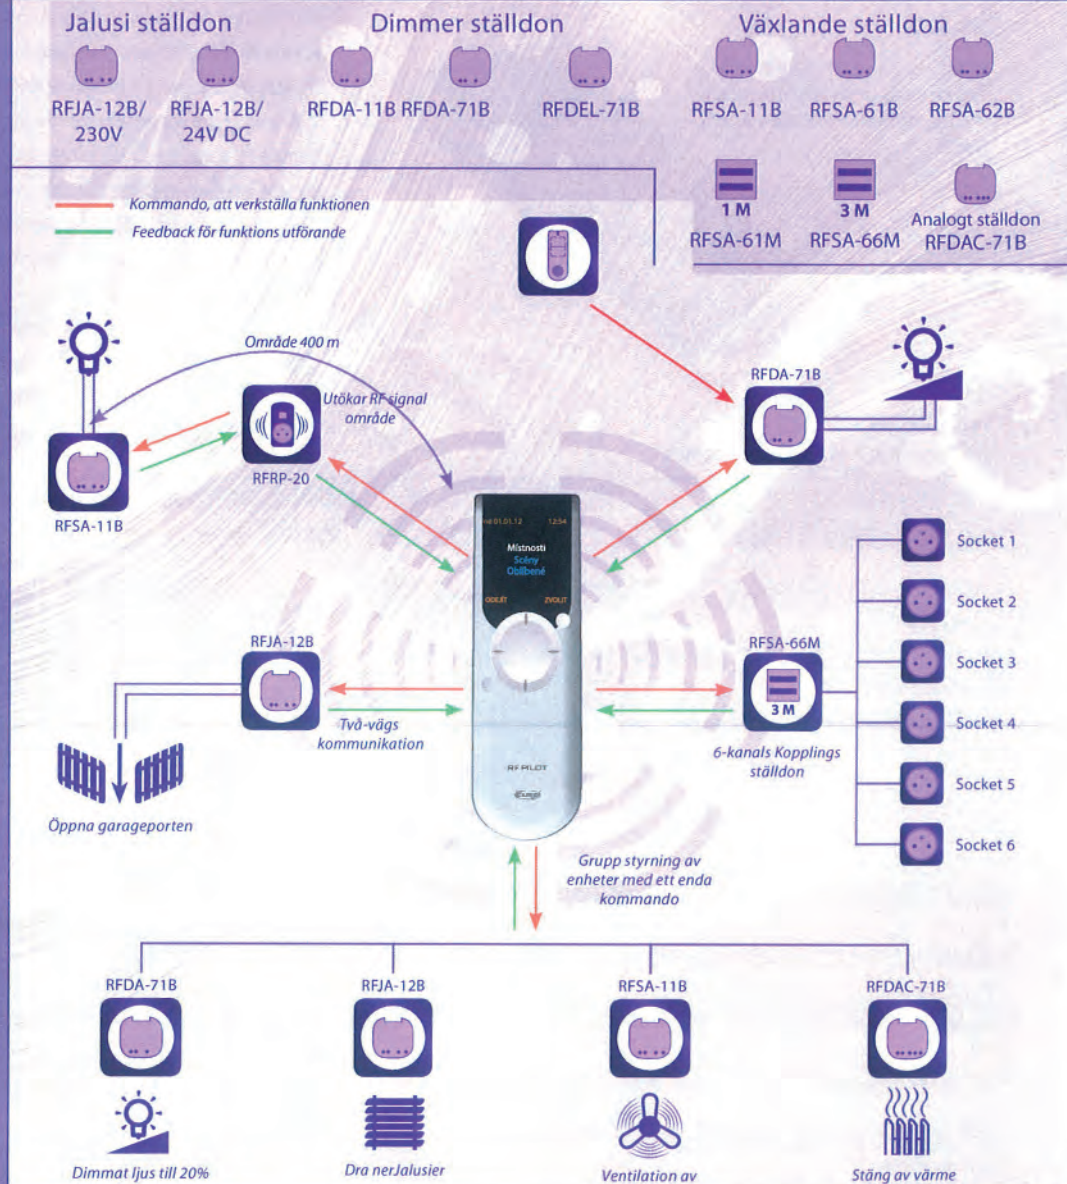 Jalusi ställdon
Dimmer ställdon
Växlande ställdon
RFJA-12B/
230V
RFJA-12B/
24V DC
RFDA-11B
RFDA-71B
RFDEL-71B
RFSA-11B
RFSA-61B
RFSA-62B
1 M
RFSA-61M
3 M
RFSA-66M
Analogt ställdon
RFDAC-71B
Kommando, att verkställa funktionen
Feedback för funktions utförande
Område 400 m
Utökar RF signal
område
RFDA-71B
RFRP-20
RFSA-11B
01.01.12 12:54
Místnosti
Scény
Oblíbené
ODEJÍT ZVOLIT
RFJA-12B
Två-vägs
kommunikation
Öppna garageporten
RFSA-66M
3 M
6-kanals Kopplings
ställdon
Socket 1
Socket 2
Socket 3
Socket 4
Socket 5
Socket 6
RF PILOT
Grupp styrning av
enheter med ett enda
kommando
RFDA-71B
RFJA-12B
RFSA-11B
RFDAC-71B
Dimmat ljus till 20%
Dra nerJalusier
Ventilation av
Stäng av värme